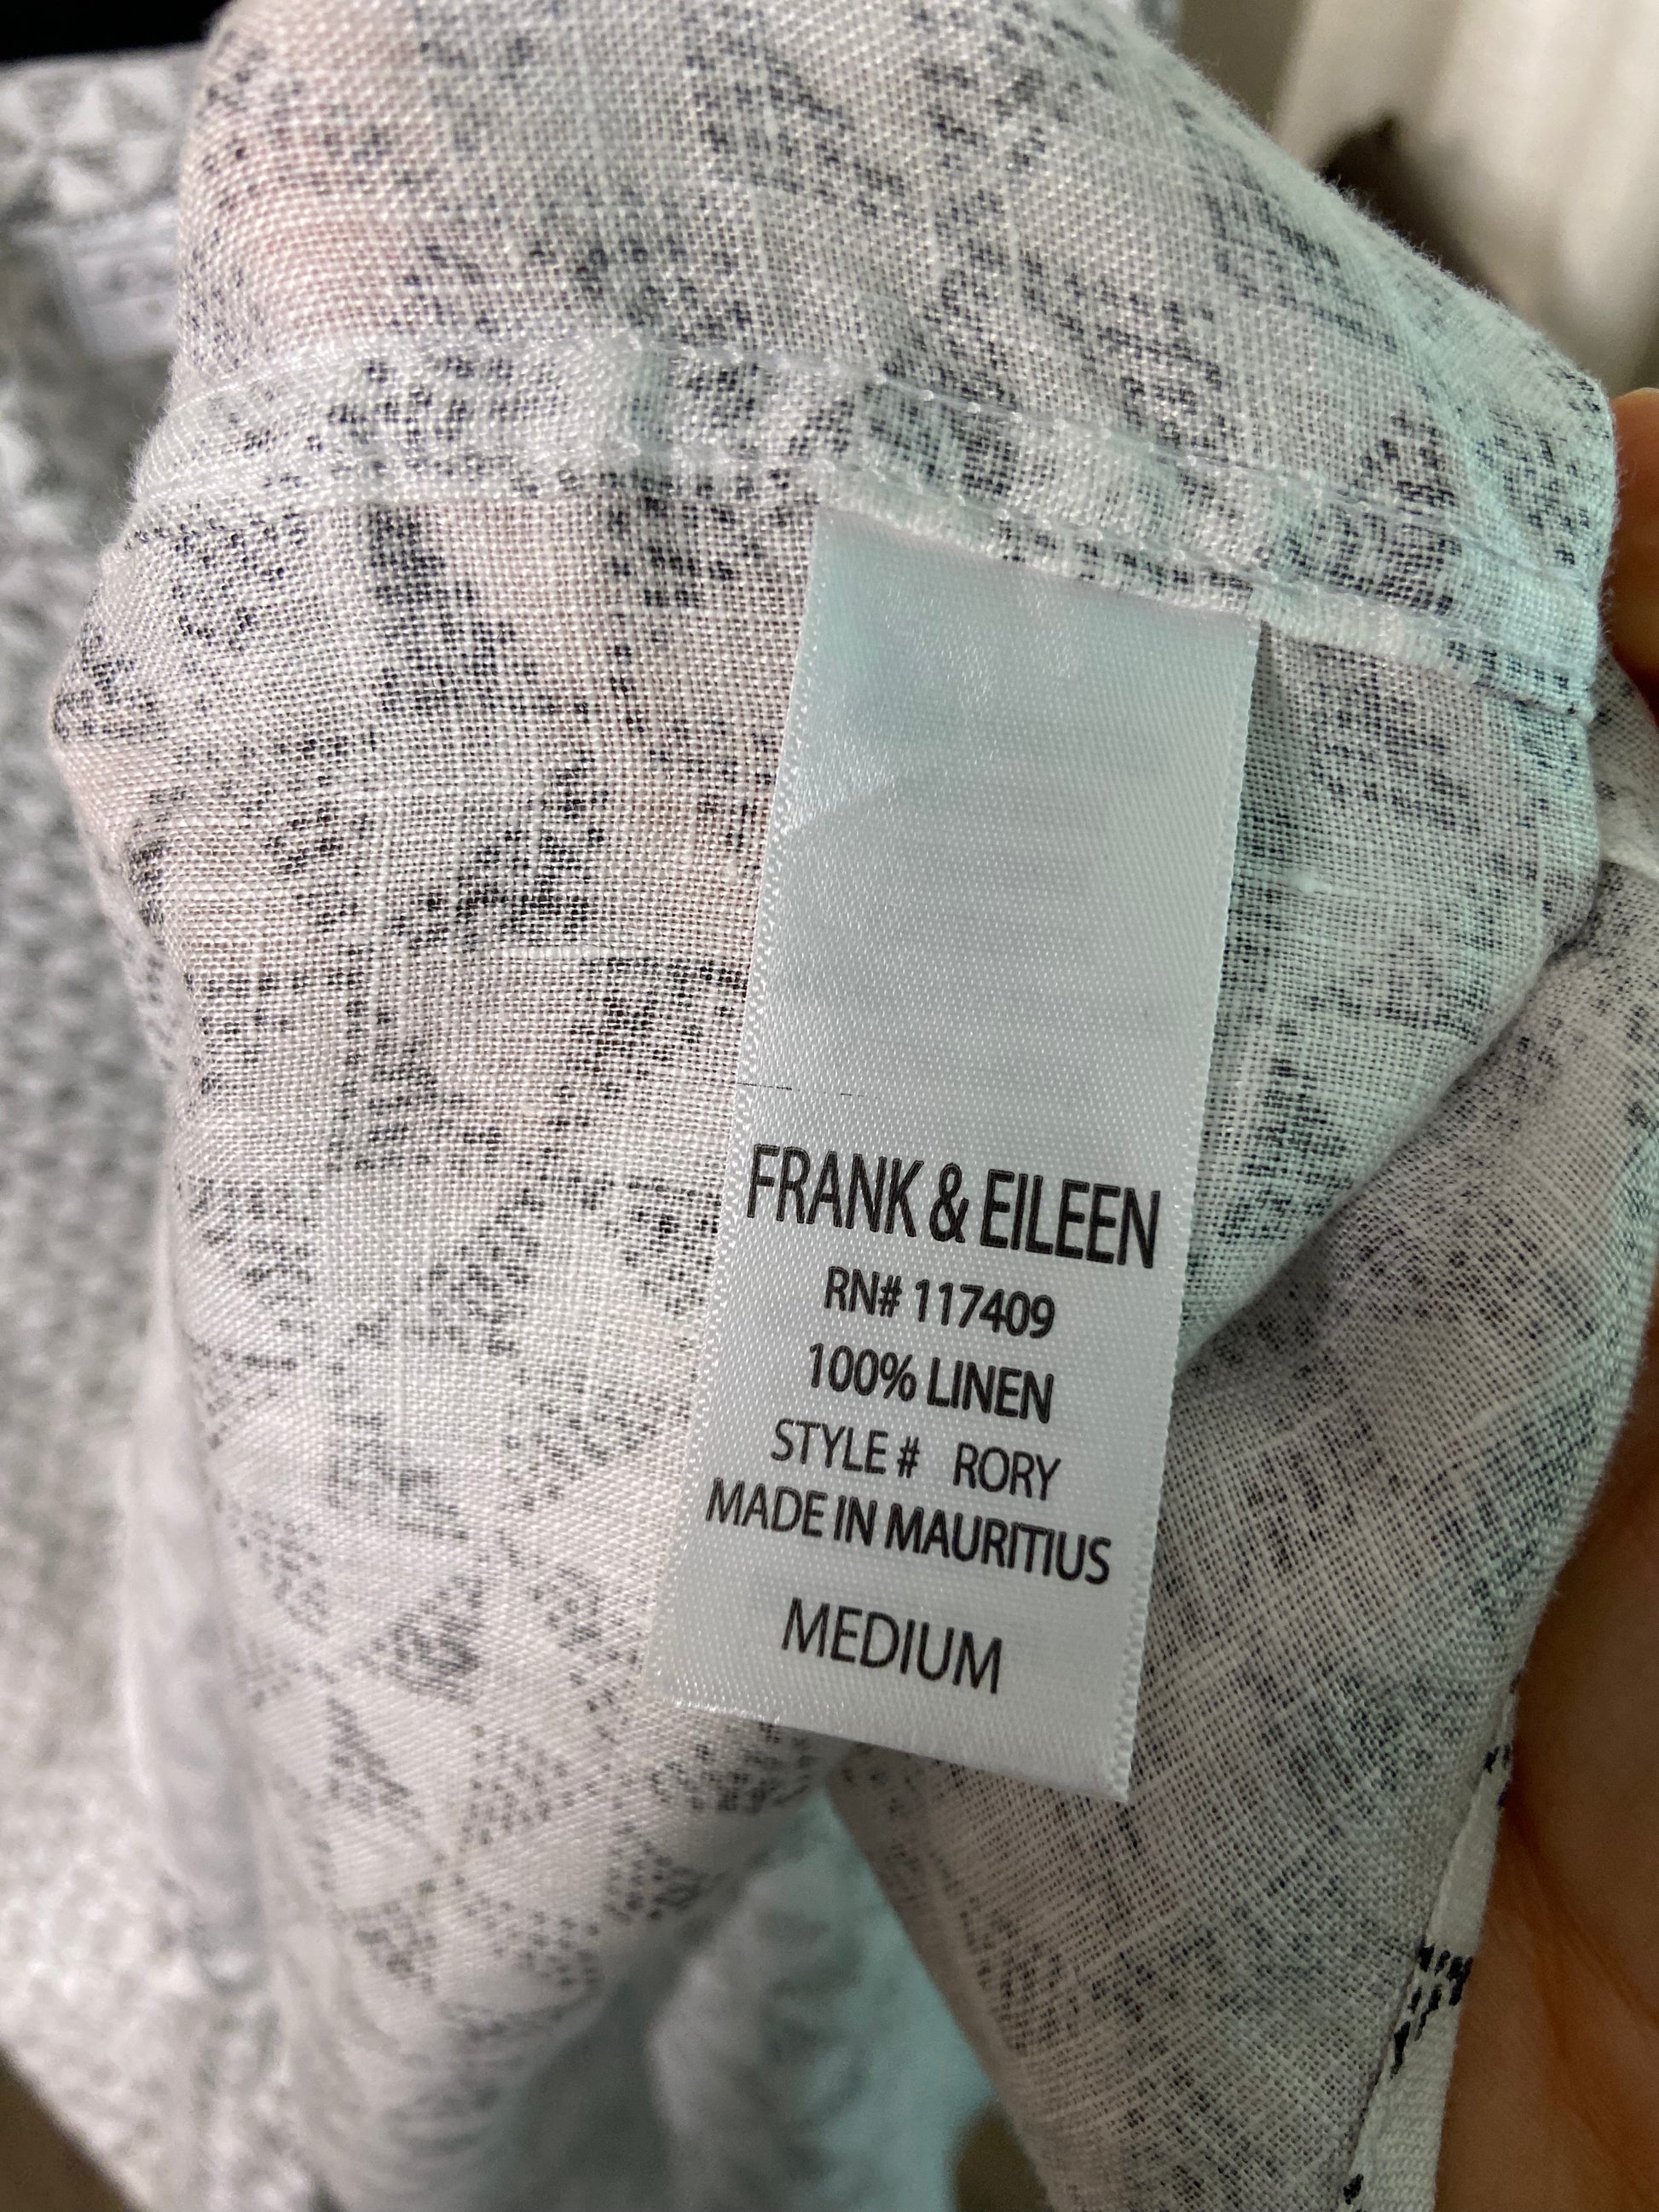 FRANK & EILEEN
RN# 117409
100% LINEN
STYLE # RORY
MADE IN MAURITIUS
MEDIUM